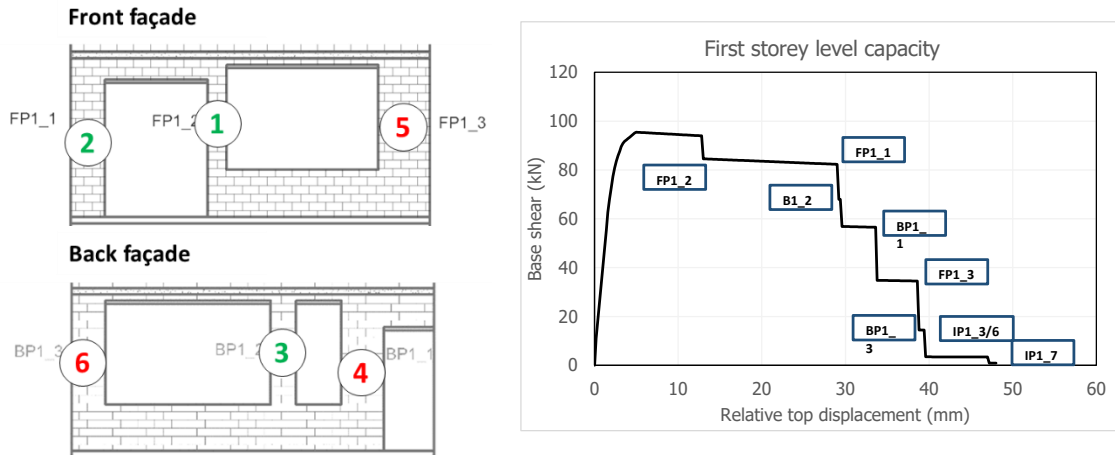 Front façade
FP1_1
2
FP1_2
1
5
FP1_3
Back façade
BP1_3
6
BP1_2
3
4
BP1_1
First storey level capacity
Base shear (kN)
120
100
80
60
40
20
0
FP1_2
FP1_1
B1_2
BP1_
1
FP1_3
BP1_
3
IP1_3/6
IP1_7
0
10
20
30
40
50
60
Relative top displacement (mm)